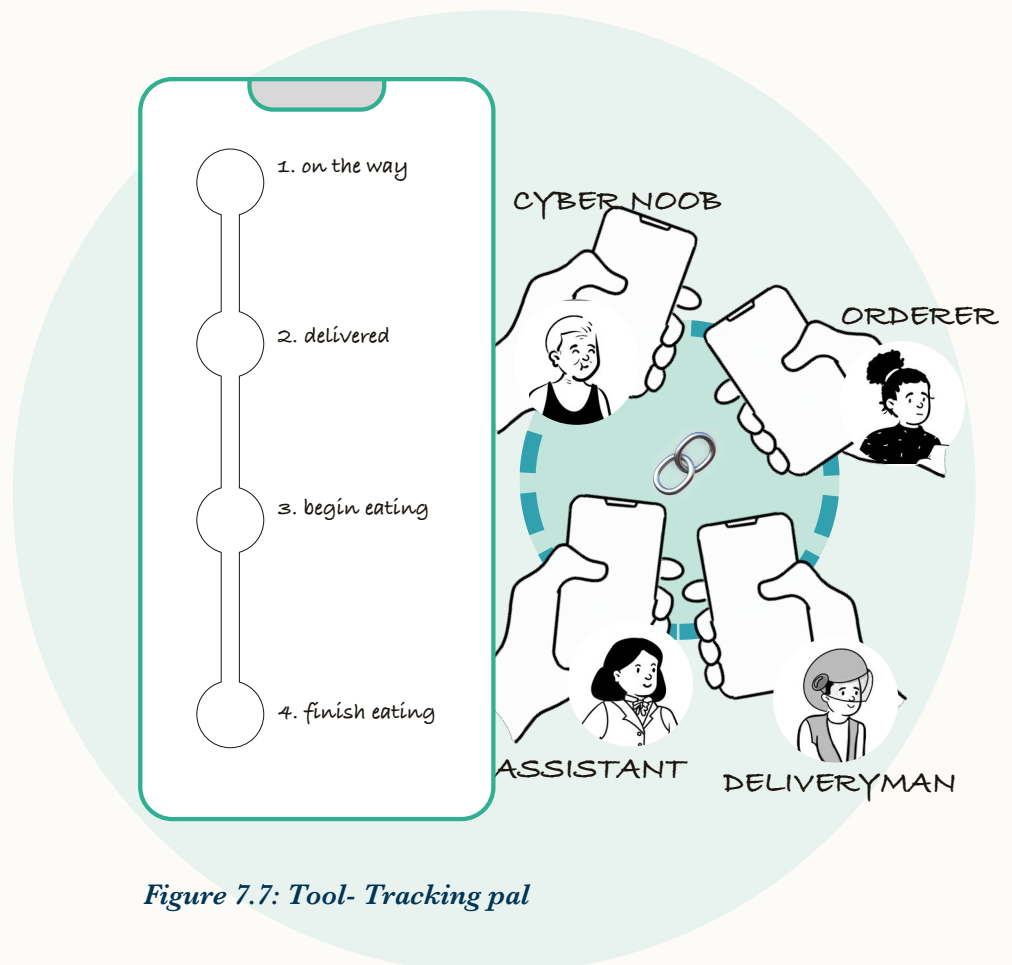 1. on the way
2. delivered
3. begin eating
4. finish eating
CYBER NOOB
ORDERER
ASSISTANT
DELIVERYMAN
Figure 7.7: Tool- Tracking pal